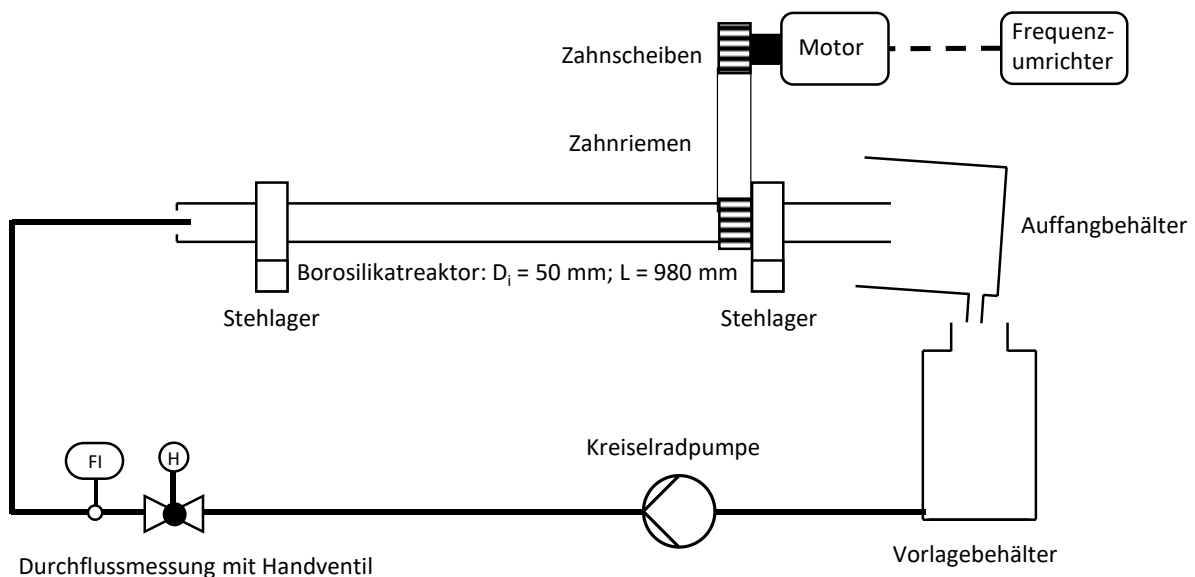 Zahnscheiben
Motor
Frequenz-
umrichter
Zahnriemen
Auffangbehälter
Borosilikatreaktor: Di = 50 mm; L = 980 mm
Stehlager
Stehlager
Kreiselradpumpe
FI
H
Durchflussmessung mit Handventil
Vorlagebehälter